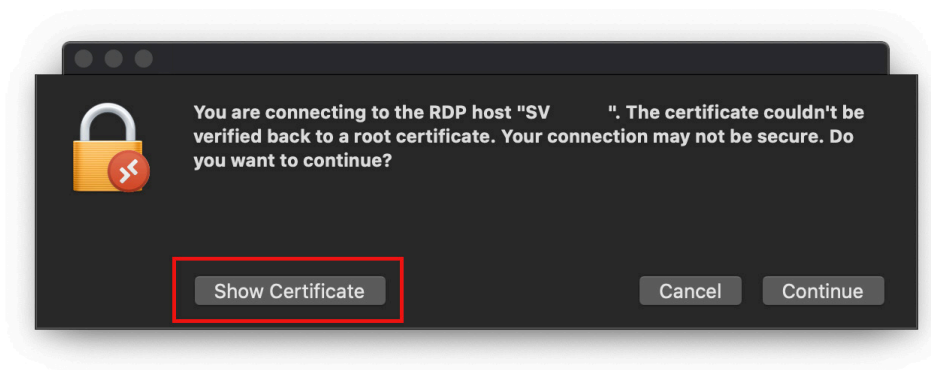 You are connecting to the RDP host "SV        ". The certificate couldn't be
verified back to a root certificate. Your connection may not be secure. Do
you want to continue?
Show Certificate
Cancel
Continue